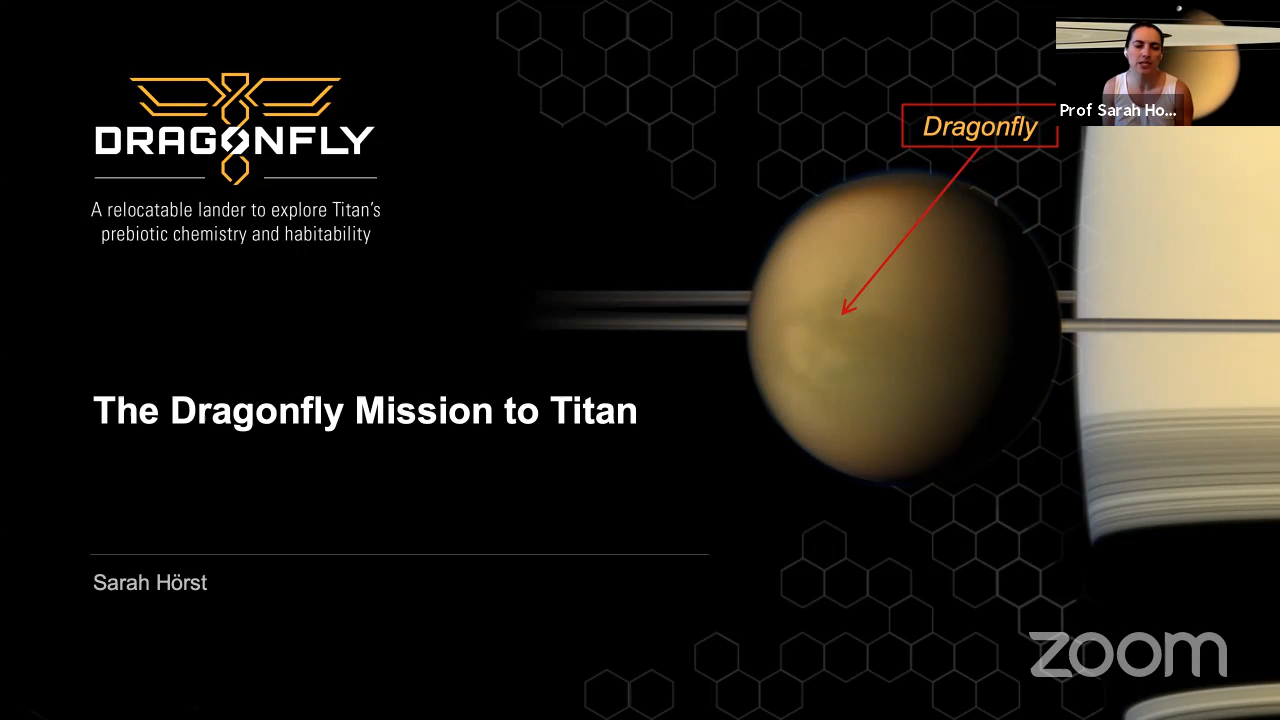 DRAGONFLY
A relocatable lander to explore Titan's
prebiotic chemistry and habitability
Dragonfly
Prof Sarah Ho...
The Dragonfly Mission to Titan
Sarah Hörst
zoom